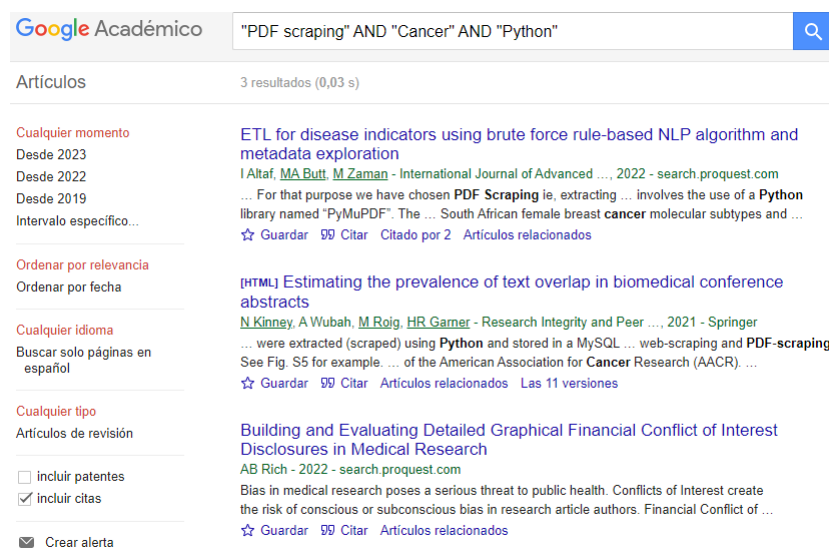 Google Académico
"PDF scraping" AND "Cancer" AND "Python"
Artículos
3 resultados (0,03 s)
Cualquier momento
Desde 2023
Desde 2022
Desde 2019
Intervalo específico...
Ordenar por relevancia
Ordenar por fecha
Cualquier idioma
Buscar solo páginas en
español
Cualquier tipo
Artículos de revisión
incluir patentes
incluir citas
Crear alerta
ETL for disease indicators using brute force rule-based NLP algorithm and
metadata exploration
I Altaf, MA Butt, M Zaman - International Journal of Advanced ..., 2022 - search.proquest.com
... For that purpose we have chosen PDF Scraping ie, extracting ... involves the use of a Python
library named “PyMuPDF”. The ... South African female breast cancer molecular subtypes and ...
Guardar Citar Citado por 2 Artículos relacionados
[HTML] Estimating the prevalence of text overlap in biomedical conference
abstracts
N Kinney, A Wubah, M Roig, HR Garner - Research Integrity and Peer ..., 2021 - Springer
... were extracted (scraped) using Python and stored in a MySQL ... web-scraping and PDF-scraping
See Fig. S5 for example. ... of the American Association for Cancer Research (AACR). ...
Guardar Citar Artículos relacionados Las 11 versiones
Building and Evaluating Detailed Graphical Financial Conflict of Interest
Disclosures in Medical Research
AB Rich - 2022 - search.proquest.com
Bias in medical research poses a serious threat to public health. Conflicts of Interest create
the risk of conscious or subconscious bias in research article authors. Financial Conflict of ...
Guardar Citar Artículos relacionados